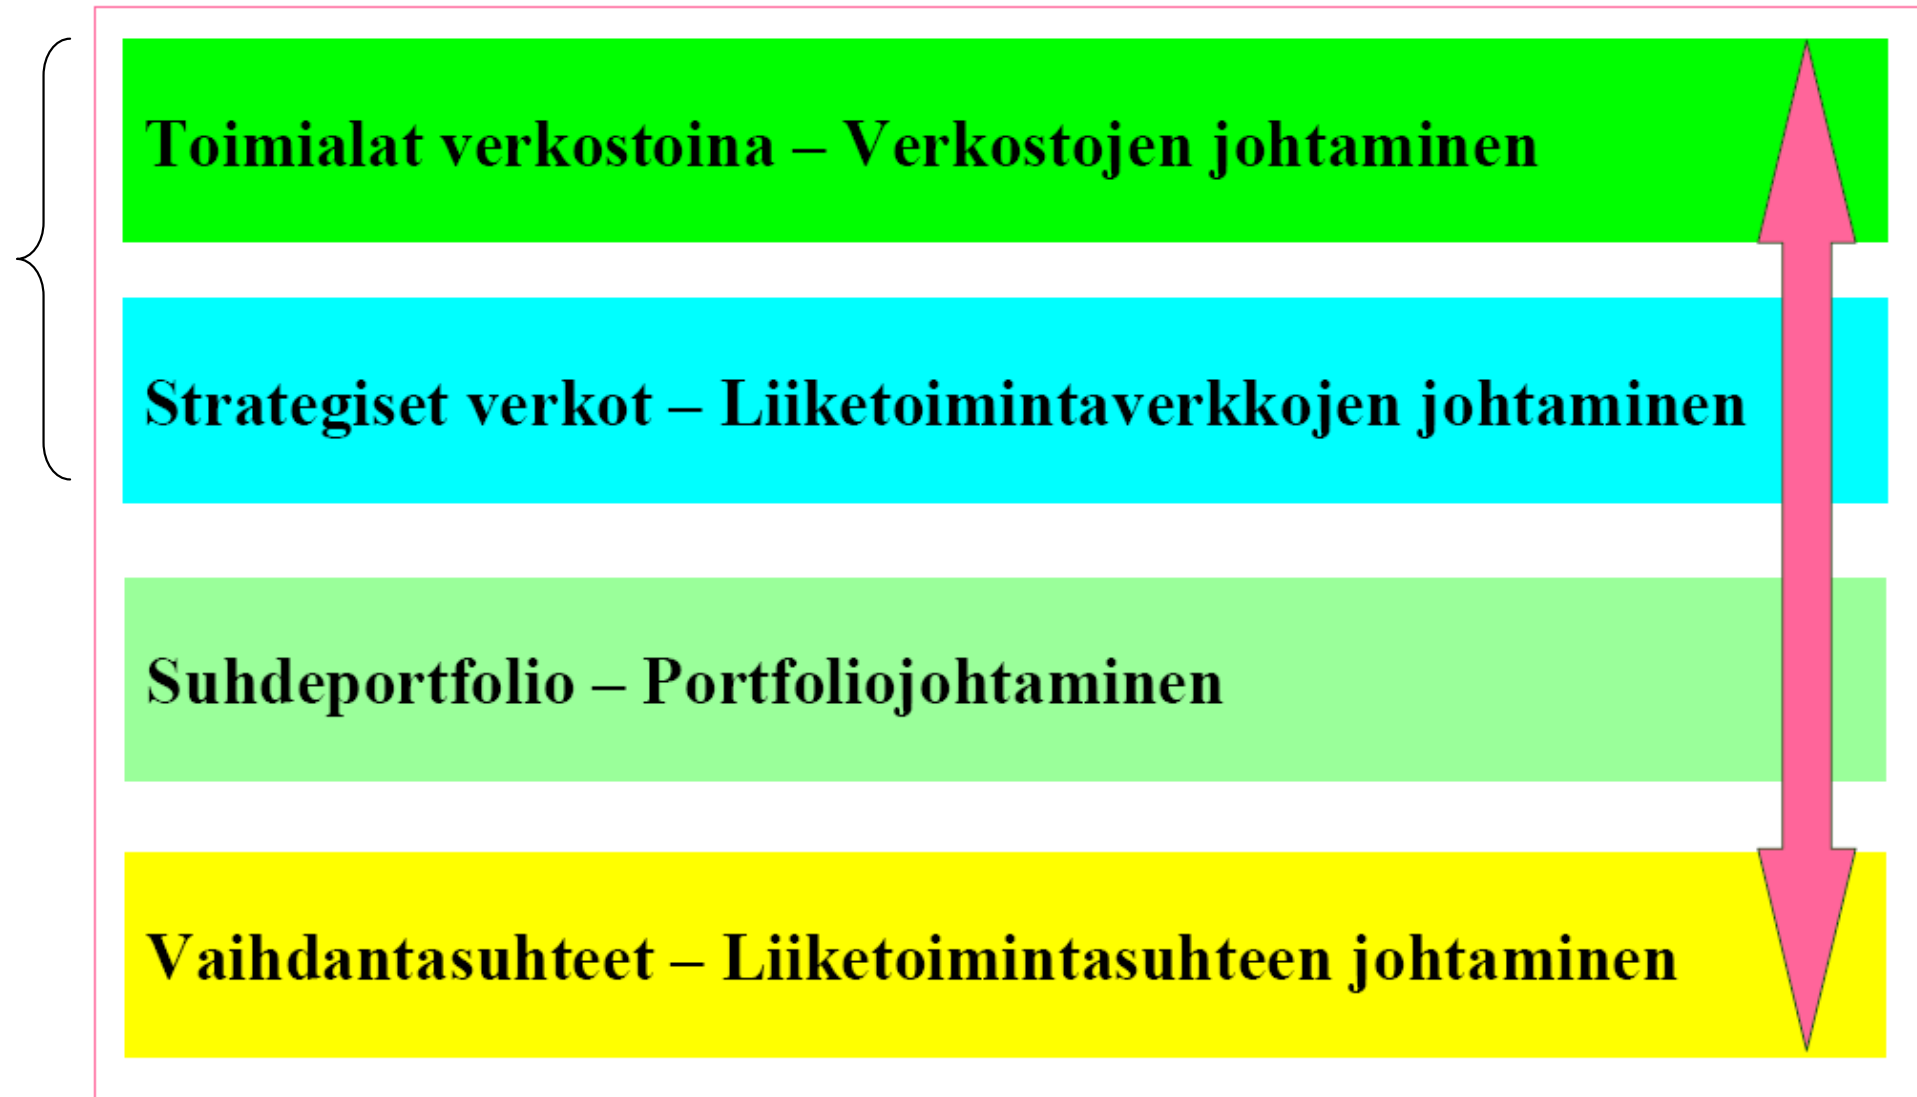 Toimialat verkostoina – Verkostojen johtaminen
Strategiset verkot – Liiketoimintaverkkojen johtaminen
Suhdeportfolio – Portfoliojohtaminen
Vaihdantasuhteet – Liiketoimintasuhteen johtaminen